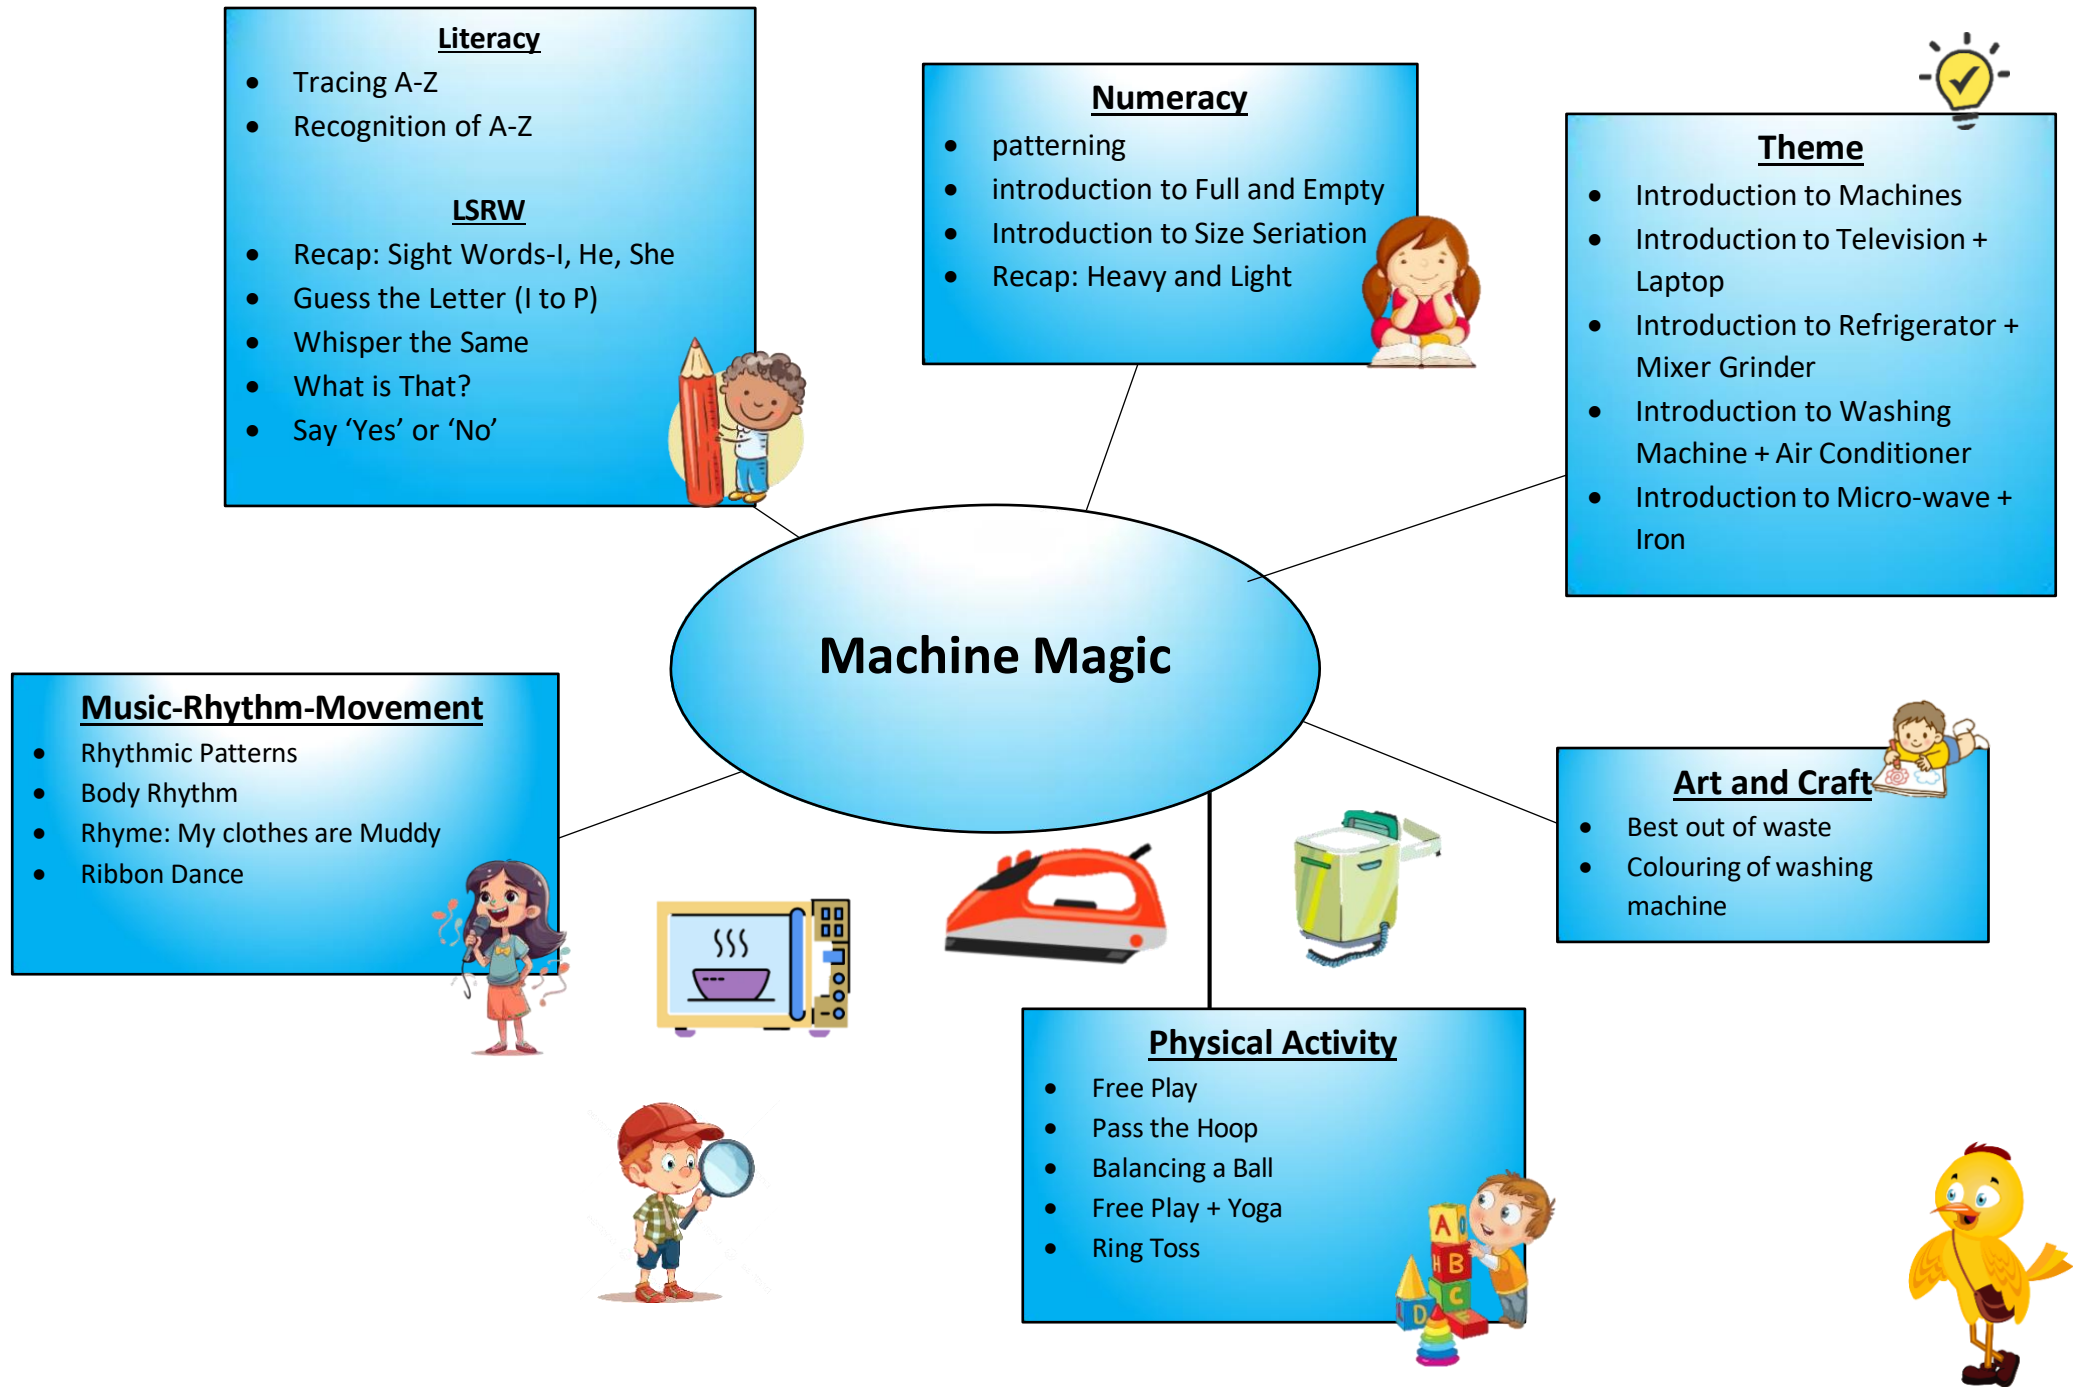 Literacy
• Tracing A-Z
• Recognition of A-Z
LSRW
• Recap: Sight Words-I, He, She
• Guess the Letter (I to P)
• Whisper the Same
• What is That?
• Say ‘Yes’ or ‘No’
Numeracy
• patterning
• introduction to Full and Empty
• Introduction to Size Seriation
• Recap: Heavy and Light
Theme
• Introduction to Machines
• Introduction to Television +
Laptop
• Introduction to Refrigerator +
Mixer Grinder
• Introduction to Washing
Machine + Air Conditioner
• Introduction to Micro-wave +
Iron
Machine Magic
Music-Rhythm-Movement
• Rhythmic Patterns
• Body Rhythm
• Rhyme: My clothes are Muddy
• Ribbon Dance
Art and Craft
• Best out of waste
• Colouring of washing
machine
Physical Activity
• Free Play
• Pass the Hoop
• Balancing a Ball
• Free Play + Yoga
• Ring Toss
A
H B
C
D